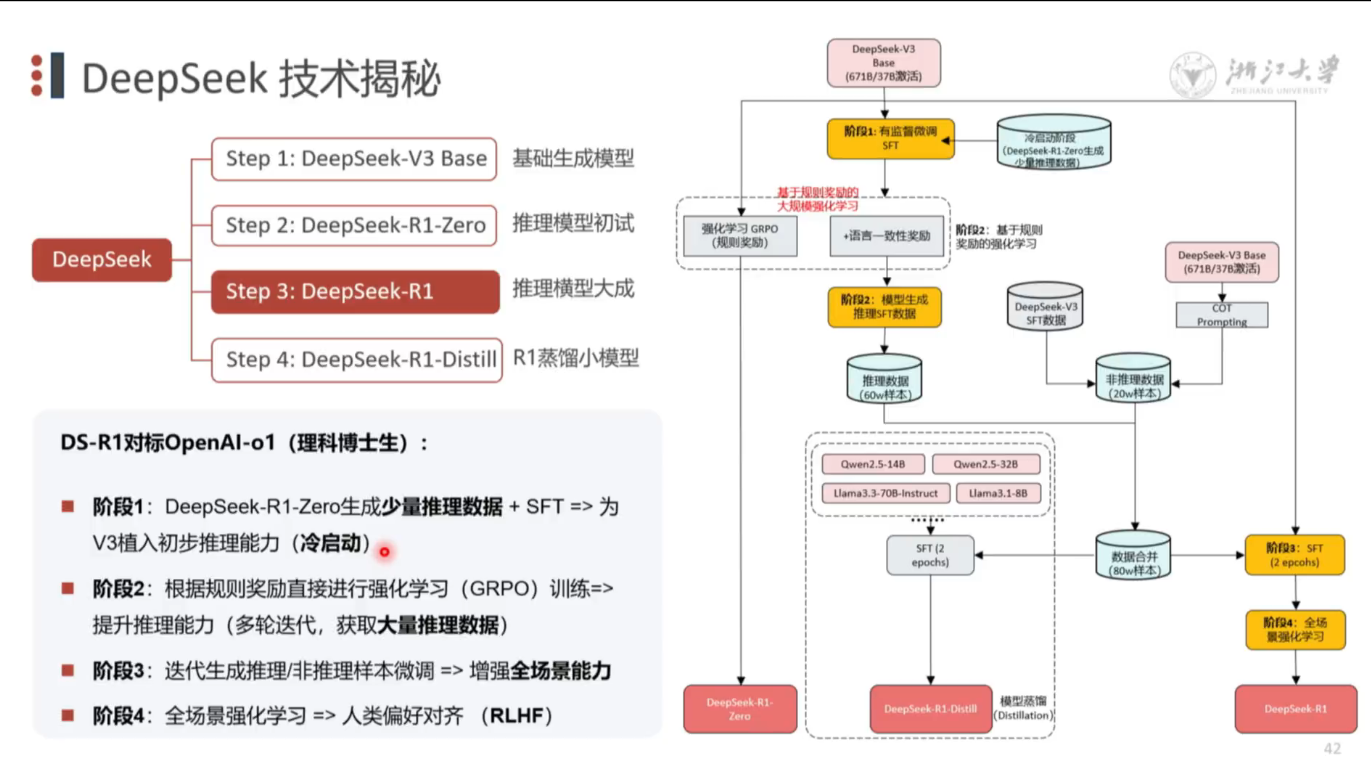 DeepSeek 技术揭秘
浙江大学
ZHEJIANG UNIVERSITY
DeepSeek
Step 1: DeepSeek-V3 Base
基础生成模型
Step 2: DeepSeek-R1-Zero
推理模型初试
Step 3: DeepSeek-R1
推理模型大成
Step 4: DeepSeek-R1-Distill
R1蒸馏小模型
DS-R1对标OpenAI-o1（理科博士生）：
阶段1：DeepSeek-R1-Zero生成少量推理数据 + SFT => 为
V3植入初步推理能力（冷启动）
阶段2：根据规则奖励直接进行强化学习（GRPO）训练=>
提升推理能力（多轮迭代，获取大量推理数据）
阶段3：迭代生成推理/非推理样本微调 => 增强全场景能力
阶段4：全场景强化学习 => 人类偏好对齐 （RLHF）
DeepSeek-V3
Base
(671B/37B激活)
阶段1: 有监督微调
SFT
冷启动阶段
（DeepSeek-R1-Zero生成
少量推理数据）
基于规则奖励的
大规模强化学习
强化学习 GRPO
（规则奖励）
+语言一致性奖励
阶段2：基于规则
奖励的强化学习
阶段2：模型生成
推理SFT数据
DeepSeek-V3
SFT数据
DeepSeek-V3 Base
(671B/37B激活)
COT
Prompting
推理数据
(60w样本)
非推理数据
(20w样本)
Qwen2.5-14B
Qwen2.5-32B
Llama3.3-70B-Instruct
Llama3.1-8B
......
SFT (2
epochs)
数据合并
(80w样本)
阶段3：SFT
(2 epcohs)
阶段4：全场
景强化学习
DeepSeek-R1-
Zero
DeepSeek-R1-Distill
模型蒸馏
(Distillation)
DeepSeek-R1
42